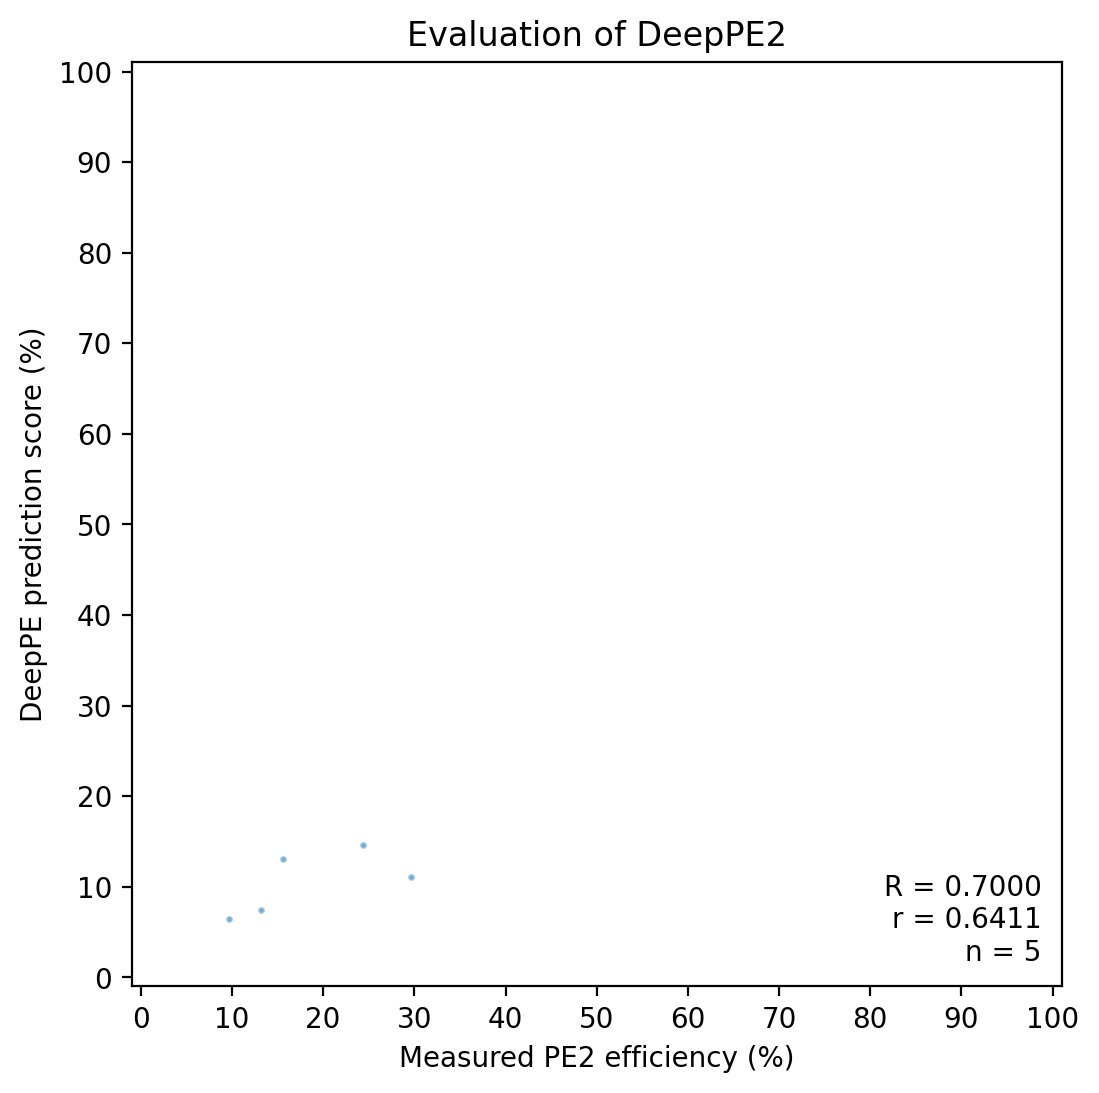 Evaluation of DeepPE2
100
90
80
70
60
50
40
30
20
10
0
DeepPE prediction score (%)
R = 0.7000
r = 0.6411
n = 5
0 10 20 30 40 50 60 70 80 90 100
Measured PE2 efficiency (%)